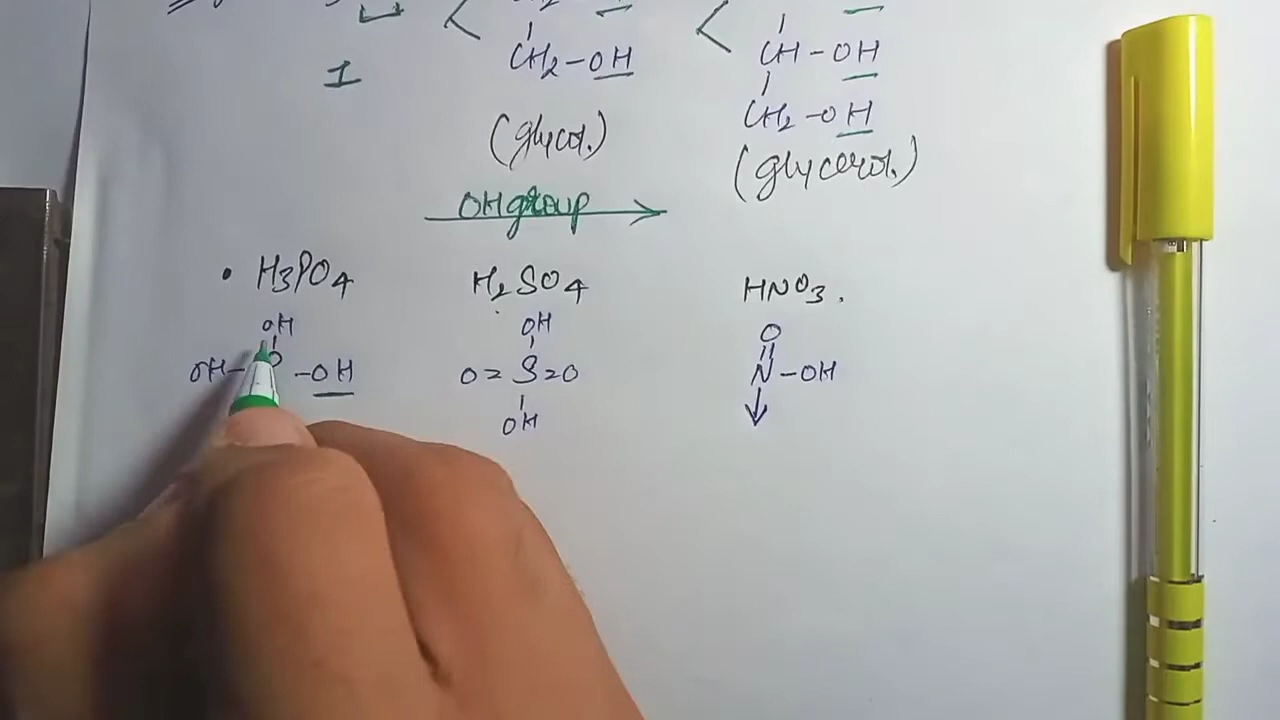 CH2-OH
CH-OH
1
CH2-OH
(glycol.)
(glycerol.)
OH group
• H3PO4 H2SO4 HNO3.
OH OH O
OH- -OH O=S=O N-OH
OH